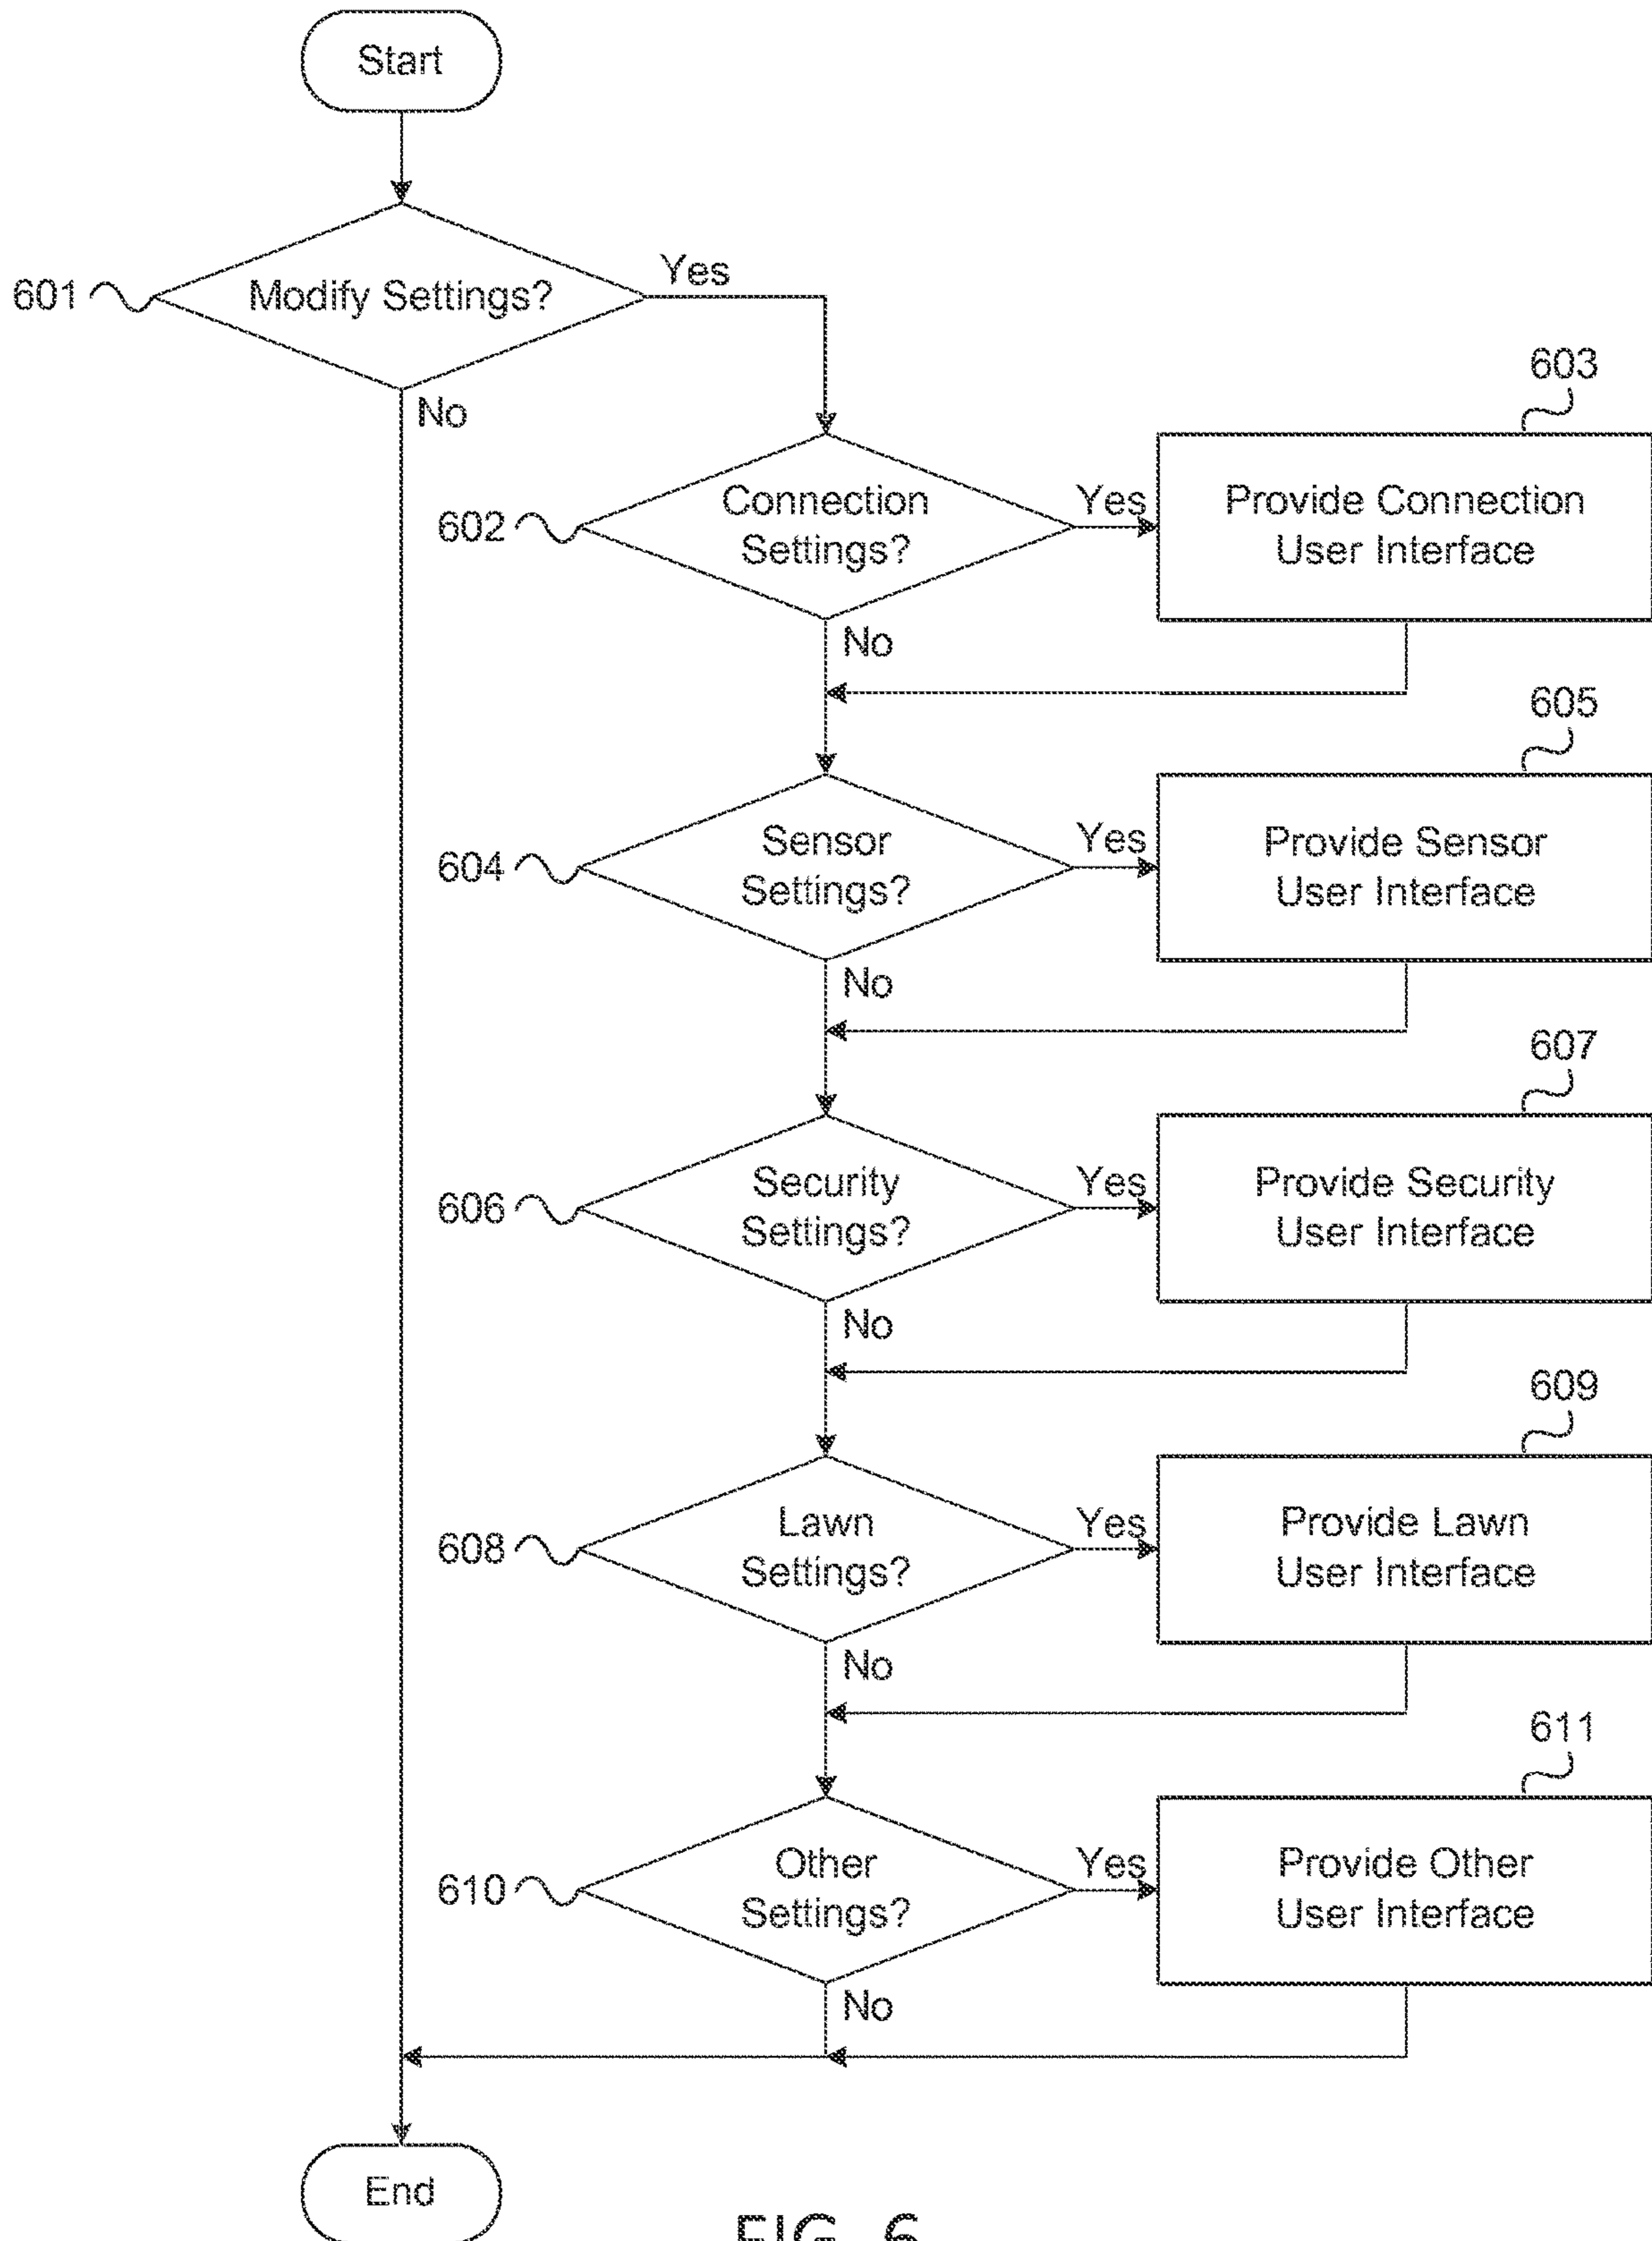 Start
601
Modify Settings?
Yes
No
603
602
Connection
Settings?
Yes
Provide Connection
User Interface
No
605
604
Sensor
Settings?
Yes
Provide Sensor
User Interface
No
607
606
Security
Settings?
Yes
Provide Security
User Interface
No
609
608
Lawn
Settings?
Yes
Provide Lawn
User Interface
No
611
610
Other
Settings?
Yes
Provide Other
User Interface
No
End
FIG. 6